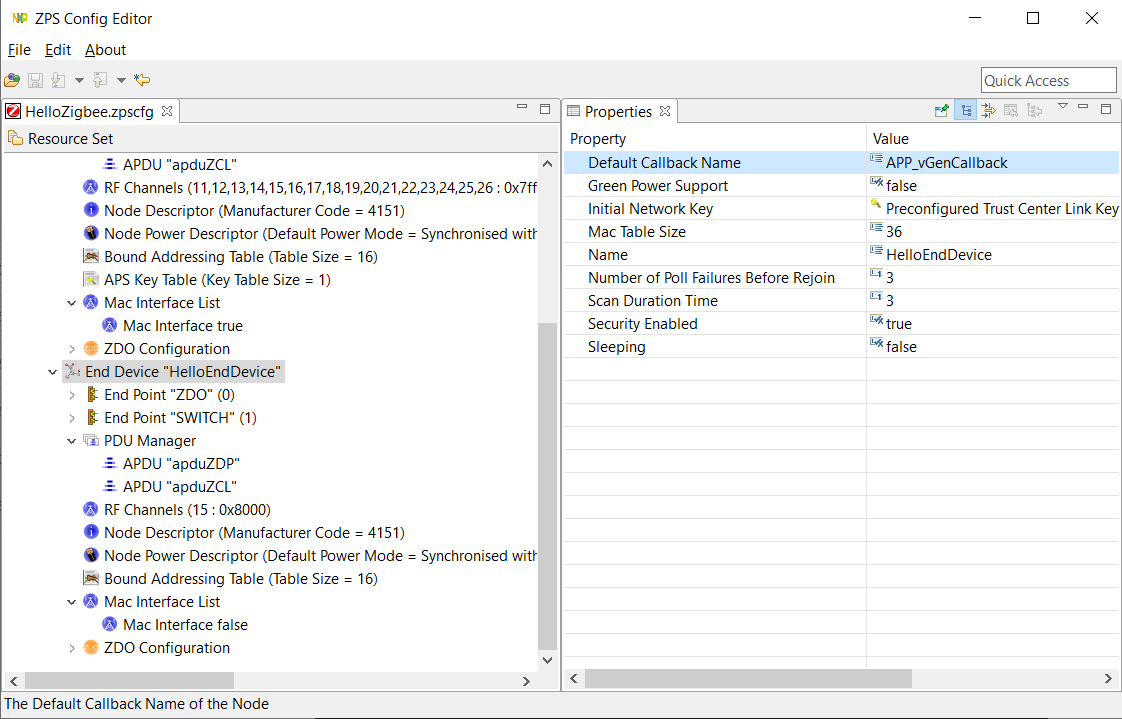 ZPS Config Editor
File Edit About
Quick Access
HelloZigbee.zpscfg
Resource Set
APDU "apduZCL"
RF Channels (11,12,13,14,15,16,17,18,19,20,21,22,23,24,25,26 : 0x7ff
Node Descriptor (Manufacturer Code = 4151)
Node Power Descriptor (Default Power Mode = Synchronised with
Bound Addressing Table (Table Size = 16)
APS Key Table (Key Table Size = 1)
Mac Interface List
Mac Interface true
ZDO Configuration
End Device "HelloEndDevice"
End Point "ZDO" (0)
End Point "SWITCH" (1)
PDU Manager
APDU "apduZDP"
APDU "apduZCL"
RF Channels (15 : 0x8000)
Node Descriptor (Manufacturer Code = 4151)
Node Power Descriptor (Default Power Mode = Synchronised with
Bound Addressing Table (Table Size = 16)
Mac Interface List
Mac Interface false
ZDO Configuration
Properties
Property Value
Default Callback Name APP_vGenCallback
Green Power Support false
Initial Network Key Preconfigured Trust Center Link Key
Mac Table Size 36
Name HelloEndDevice
Number of Poll Failures Before Rejoin 3
Scan Duration Time 3
Security Enabled true
Sleeping false
The Default Callback Name of the Node